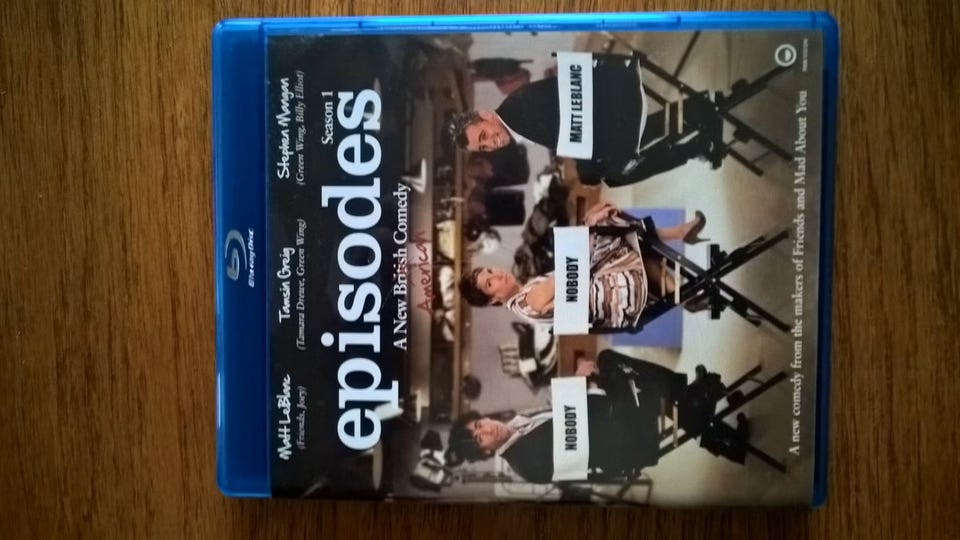 Blu-ray Disc
Matt LeBlanc Tamsin Greig Stephen Mangan
(Friends, Joey) (Tamara Drewe, Green Wing) (Green Wing, Billy Elliot)
Season 1
episodes
A New British Comedy
American
NOBODY NOBODY MATT LEBLANC
A new comedy from the makers of Friends and Mad About You